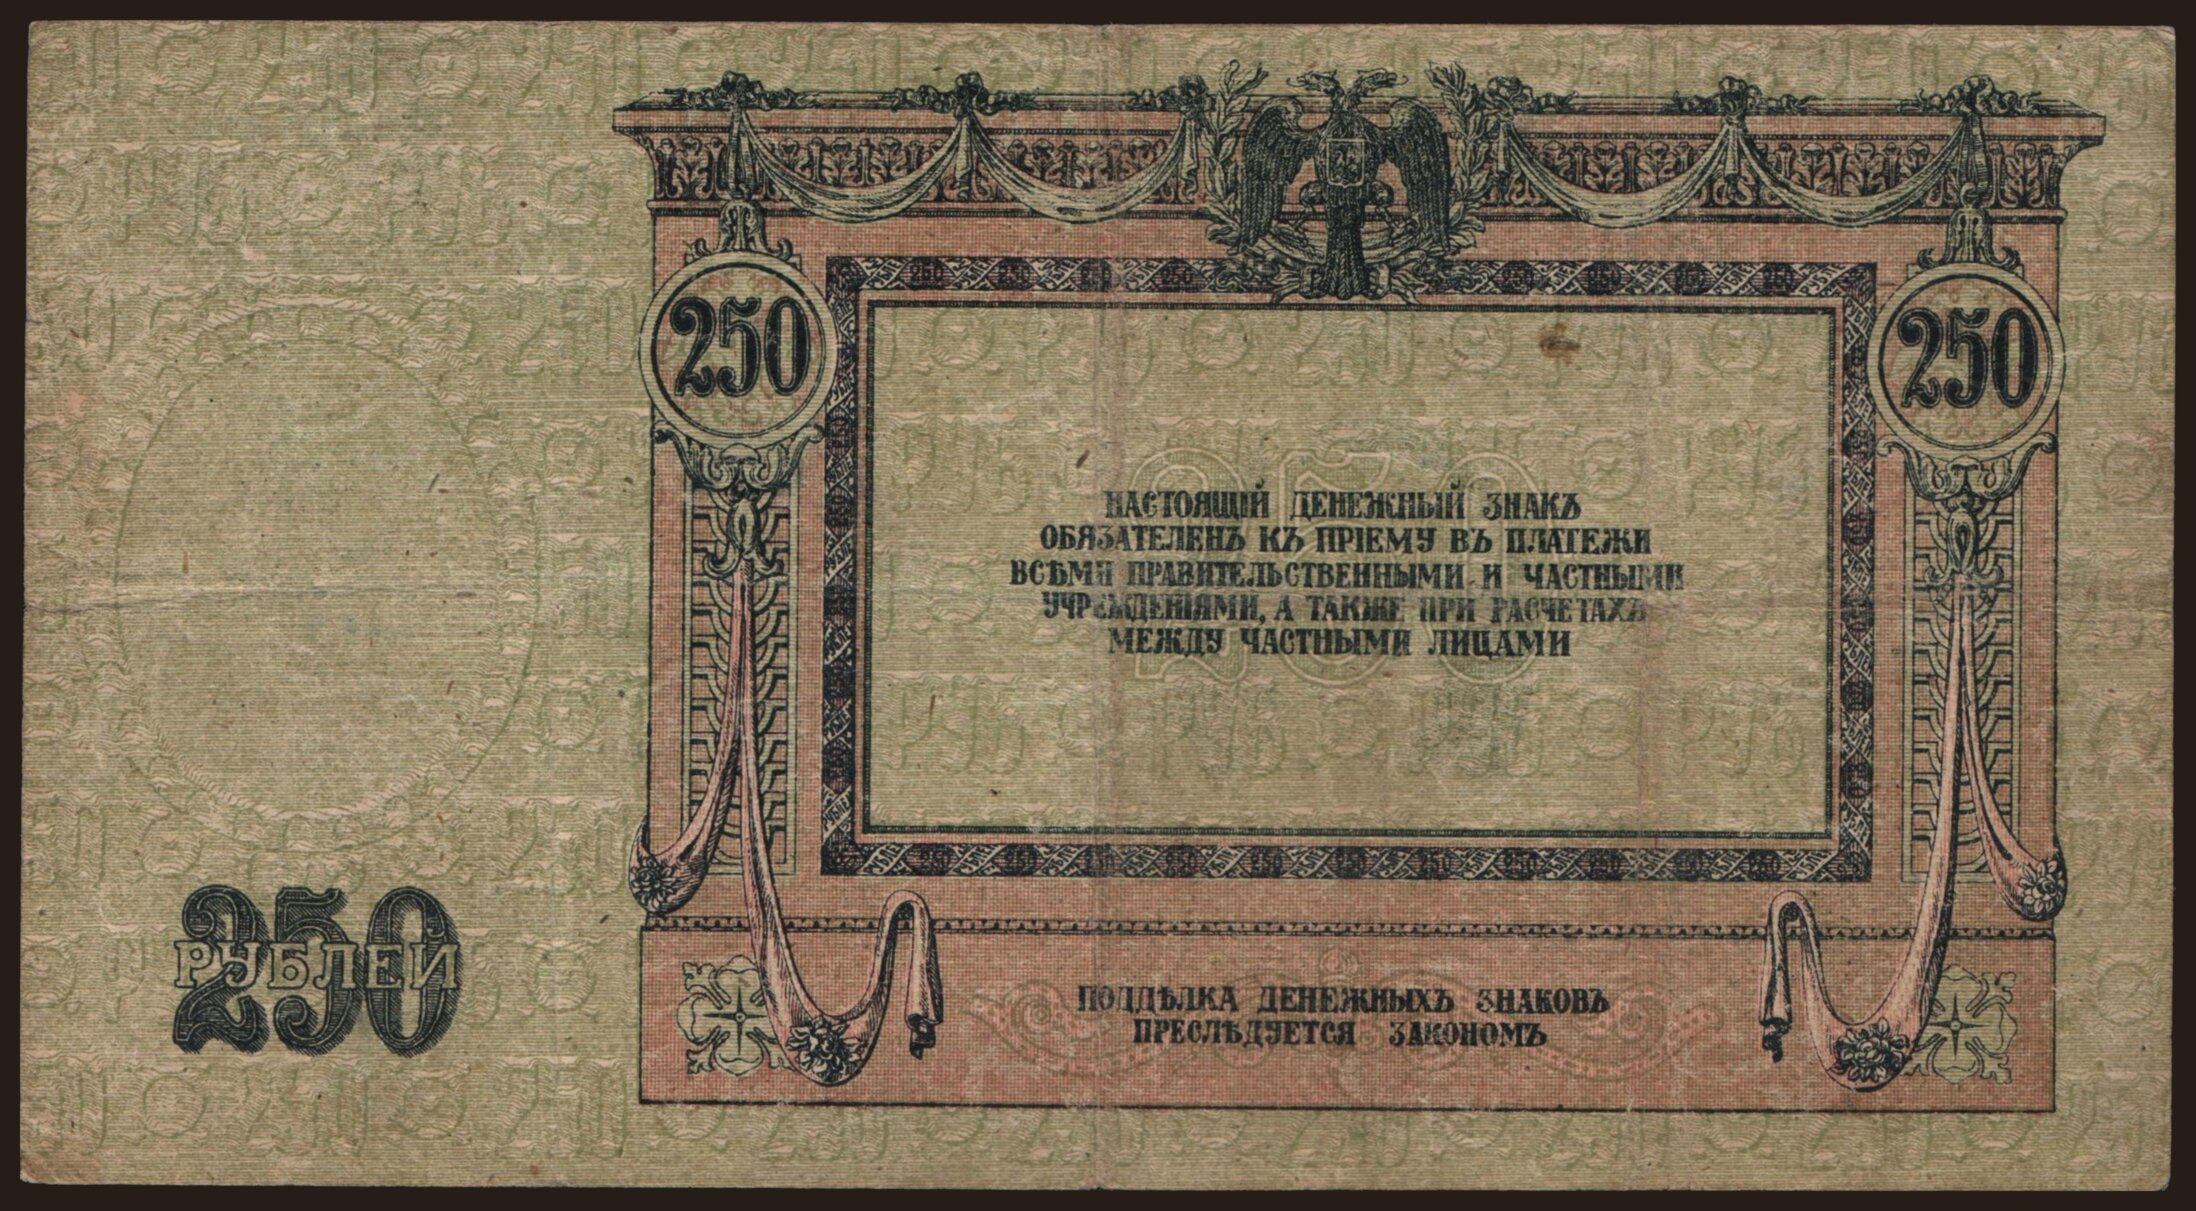 250
250
НАСТОЯЩІЙ ДЕНЕЖНЫЙ ЗНАКЪ
ОБЯЗАТЕЛЕНЪ КЪ ПРІЕМУ ВЪ ПЛАТЕЖИ
ВСѢМИ ПРАВИТЕЛЬСТВЕННЫМИ И ЧАСТНЫМИ
УЧРЕЖДЕНІЯМИ, А ТАКЖЕ ПРИ РАСЧЕТАХЪ
МЕЖДУ ЧАСТНЫМИ ЛИЦАМИ
250
РУБЛЕЙ
ПОДДѢЛКА ДЕНЕЖНЫХЪ ЗНАКОВЪ
ПРЕСЛѢДУЕТСЯ ЗАКОНОМЪ